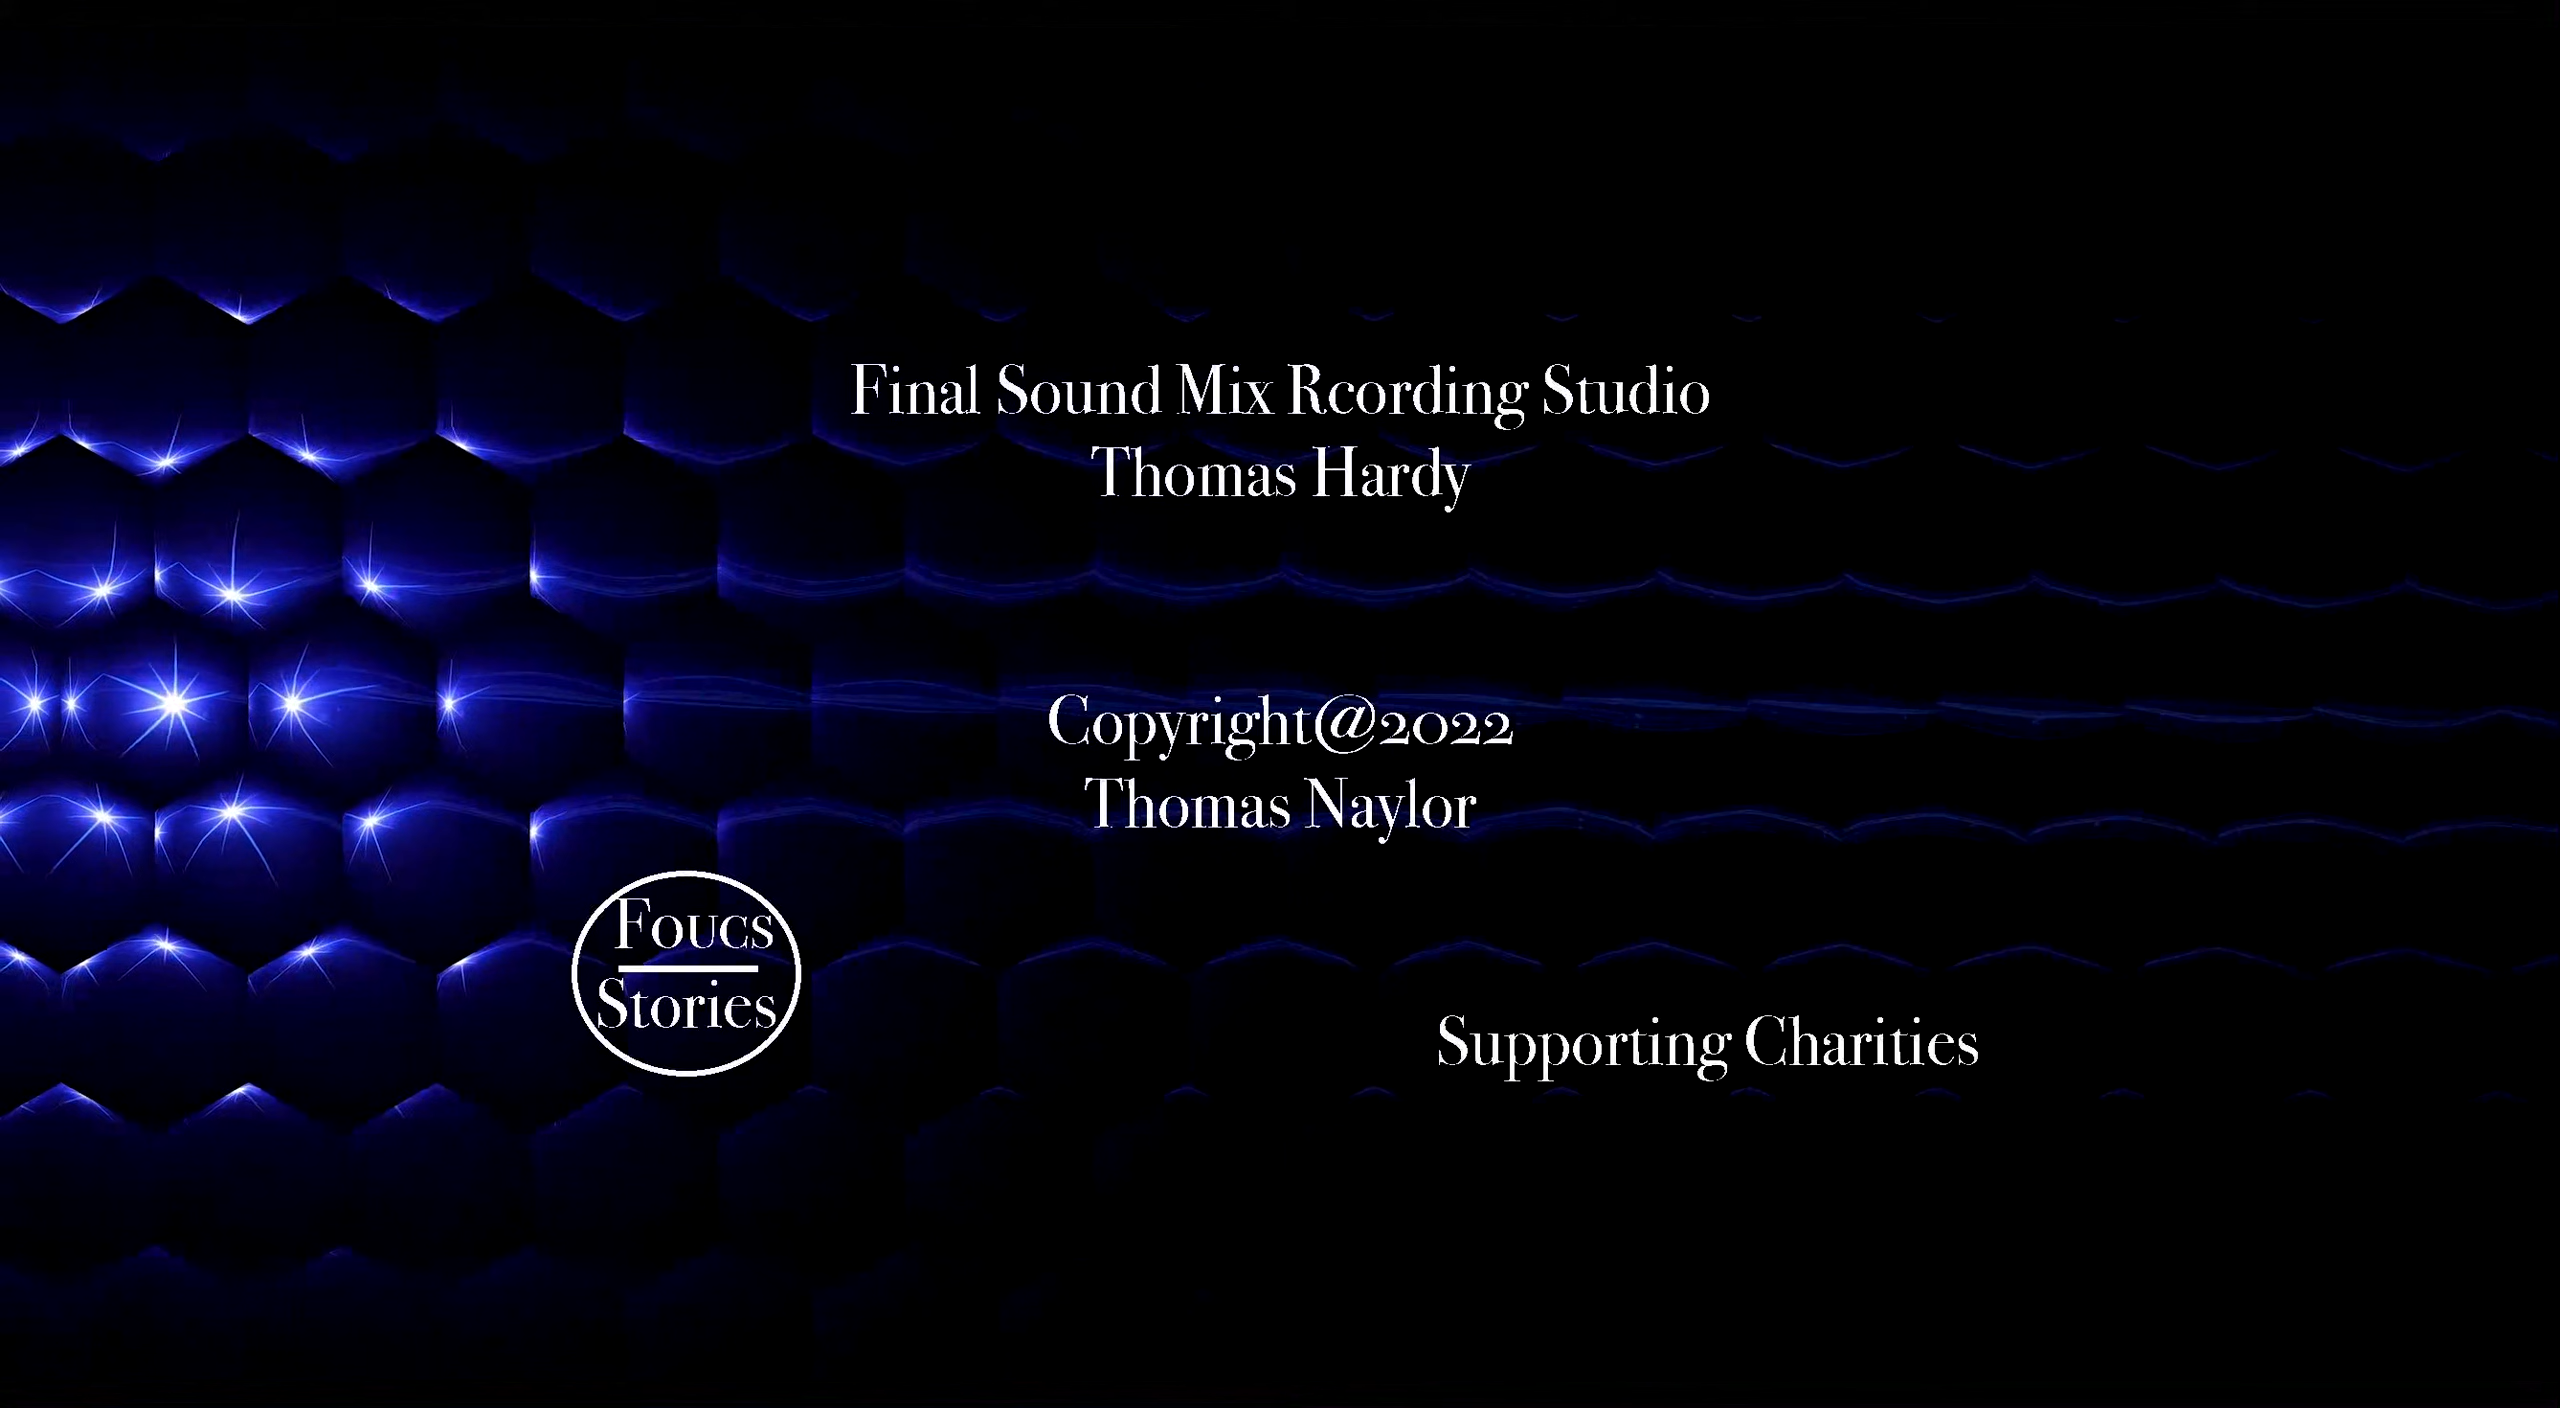 Final Sound Mix Rcording Studio
Thomas Hardy
Copyright@2022
Thomas Naylor
Foucs
Stories
Supporting Charities